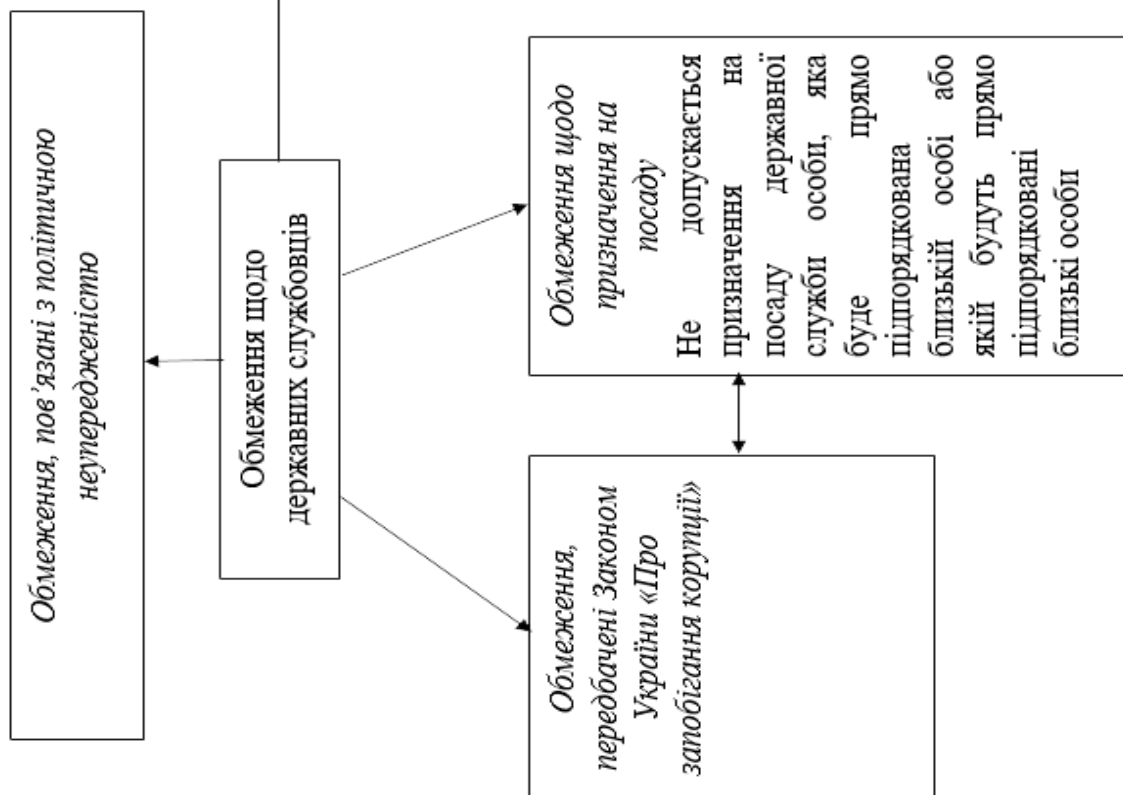 Обмеження, пов’язані з політичною
неупередженістю
Обмеження щодо
державних службовців
Обмеження,
передбачені Законом
України «Про
запобігання корупції»
Обмеження щодо
призначення на
посаду
Не допускається
призначення на
посаду державної
служби особи, яка
буде прямо
підпорядкована
близькій особі або
якій будуть прямо
підпорядковані
близькі особи